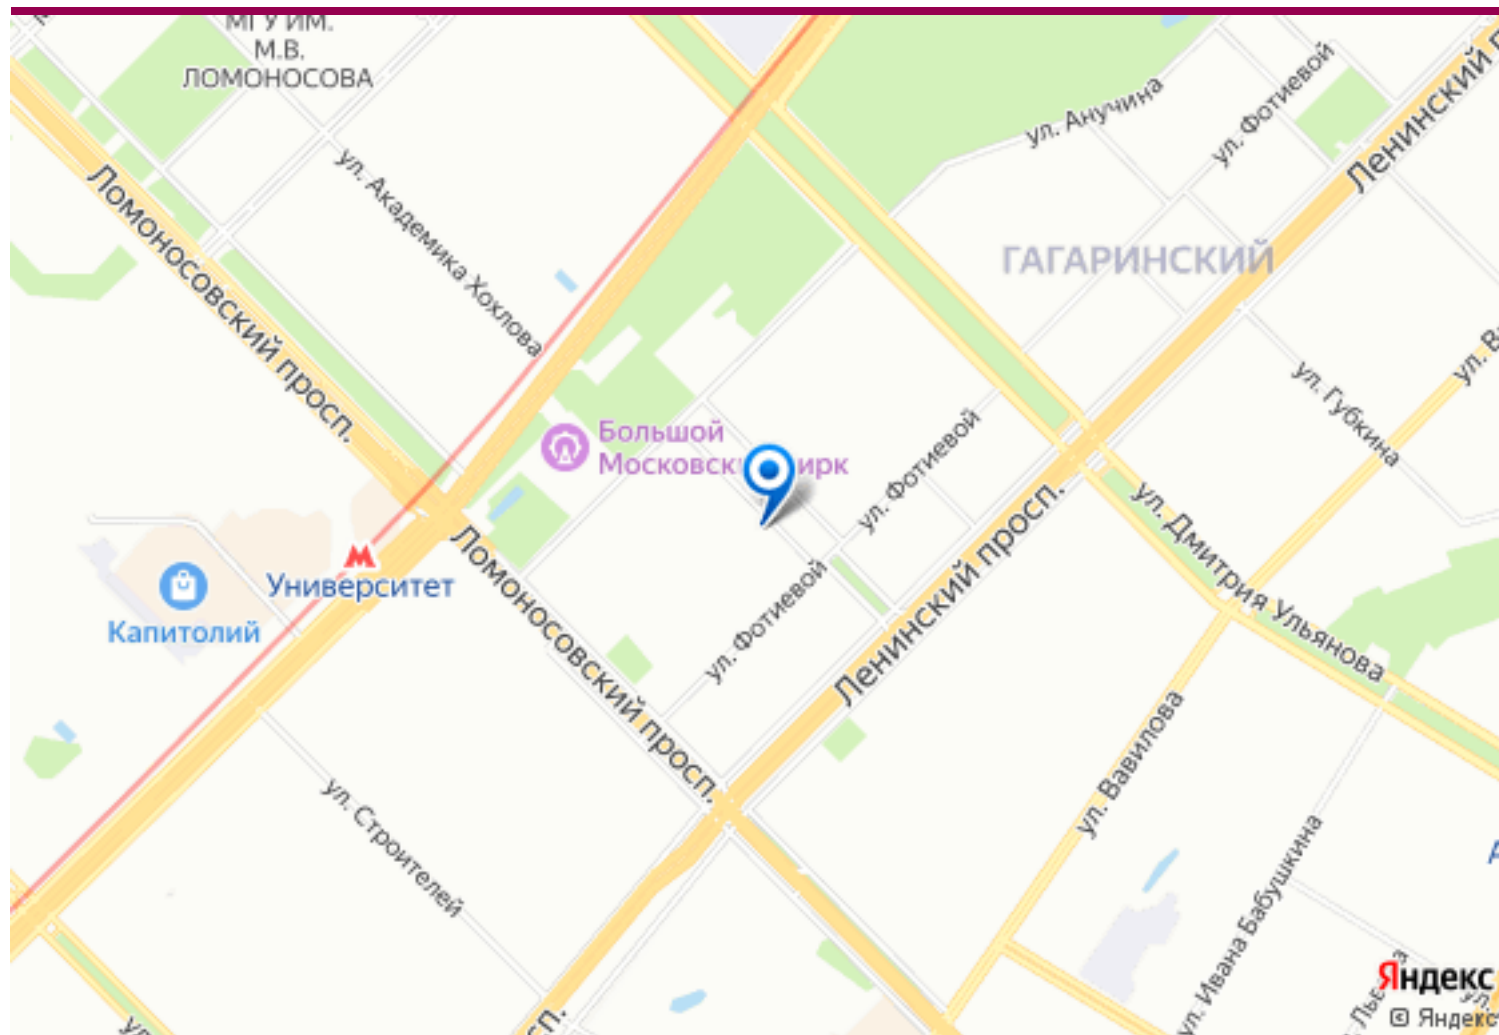 МГУ ИМ.
М.В.
ЛОМОНОСОВА
ул. Академика Хохлова
Ломоносовский просп.
ул. Анучина
ул. Фотиевой
Ленинский
ГАГАРИНСКИЙ
ул. Губкина
Большой
Московский цирк
ул. Фотиевой
М
Университет
Капитолий
Ломоносовский просп.
ул. Фотиевой
Ленинский просп.
ул. Дмитрия Ульянова
ул. Вавилова
ул. Строителей
ул. Ивана Бабушкина
Яндекс
© Яндекс